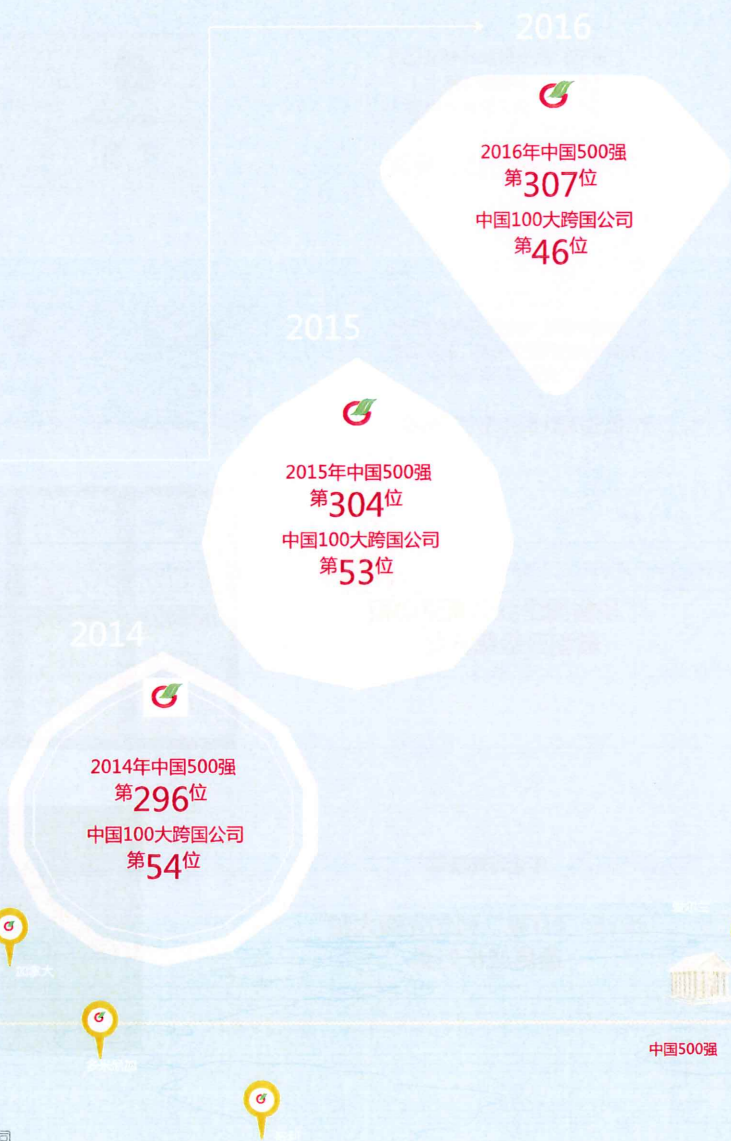 2016
2016年中国500强
第307位
中国100大跨国公司
第46位
2015
2015年中国500强
第304位
中国100大跨国公司
第53位
2014
2014年中国500强
第296位
中国100大跨国公司
第54位
中国500强